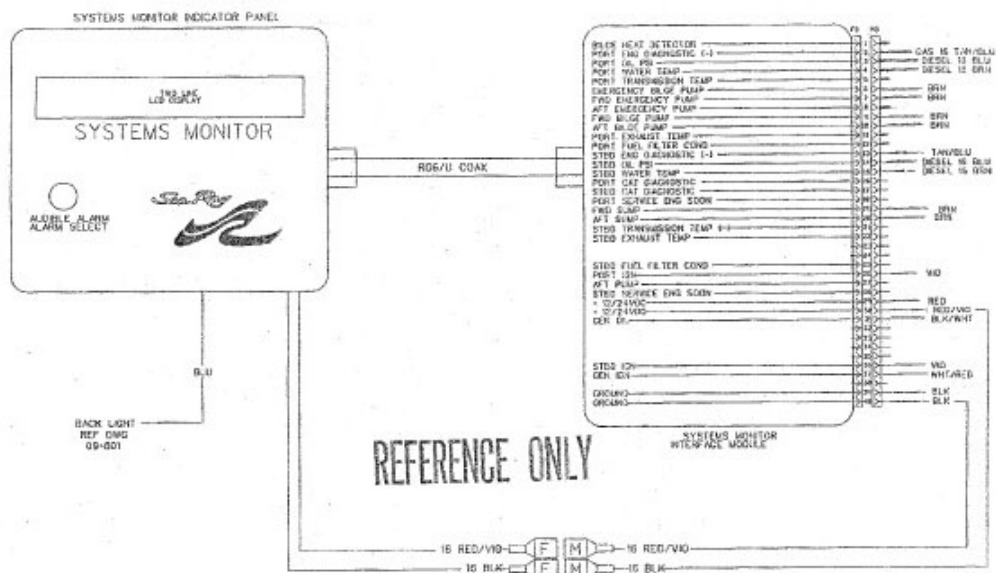 SYSTEMS MONITOR INDICATOR PANEL
TWO LINE
LCD DISPLAY
SYSTEMS MONITOR
AUDIBLE ALARM
ALARM SELECT
Sea Ray
BLU
BACK LIGHT
REF DWG
09-801
RG6/U COAX
BILGE HEAT DETECTOR
PORT ENG DIAGNOSTIC (-)
PORT OIL PSI
PORT WATER TEMP
PORT TRANSMISSION TEMP
EMERGENCY BILGE PUMP
FWD EMERGENCY PUMP
AFT EMERGENCY PUMP
FWD BILGE PUMP
AFT BILGE PUMP
PORT EXHAUST TEMP
PORT FUEL FILTER COND
STBD ENG DIAGNOSTIC (-)
STBD OIL PSI
STBD WATER TEMP
PORT CAT DIAGNOSTIC
STBD CAT DIAGNOSTIC
PORT SERVICE ENG SOON
FWD SUMP
AFT SUMP
STBD TRANSMISSION TEMP (-)
STBD EXHAUST TEMP
STBD FUEL FILTER COND
PORT IGN
AFT PUMP
STBD SERVICE ENG SOON
+ 12/24VDC
+ 12/24VDC
GEN OIL
STBD IGN
GEN IGN
GROUND
GROUND
GAS 16 TAN/BLU
DIESEL 12 BLU
DIESEL 12 BRN
BRN
BRN
BRN
BRN
TAN/BLU
DIESEL 16 BLU
DIESEL 16 BRN
BRN
BRN
VIO
RED
RED/VIO
BLK/WHT
VIO
WHT/RED
BLK
BLK
SYSTEMS MONITOR
INTERFACE MODULE
REFERENCE ONLY
16 RED/VIO F M 16 RED/VIO
16 BLK F M 16 BLK